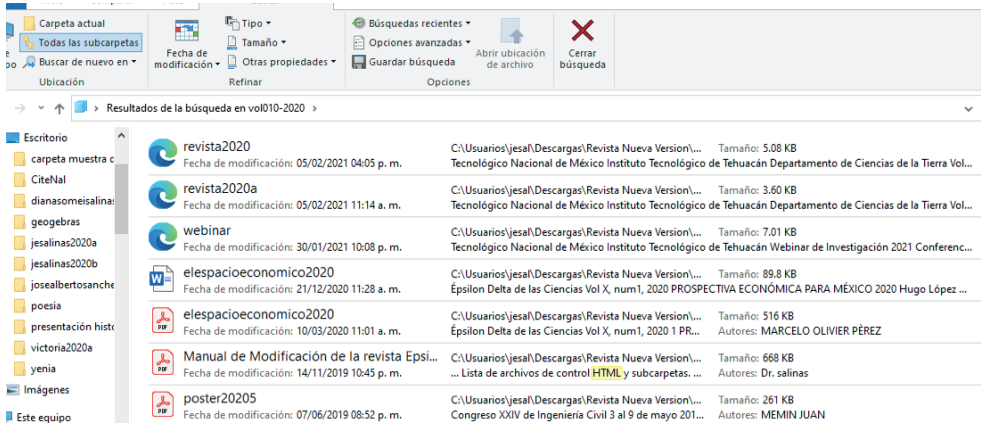 Carpeta actual
Todas las subcarpetas
Buscar de nuevo en
Ubicación
Fecha de modificación
Tipo
Tamaño
Otras propiedades
Refinar
Búsquedas recientes
Opciones avanzadas
Guardar búsqueda
Abrir ubicación de archivo
Opciones
Cerrar búsqueda
Resultados de la búsqueda en vol010-2020
Escritorio
carpeta muestra d
CiteNal
dianasomeisalinas
geogebras
jesalinas2020a
jesalinas2020b
josealbertosanche
poesia
presentación histo
victoria2020a
yenia
Imágenes
Este equipo
revista2020 C:\Usuarios\jesal\Descargas\Revista Nueva Version\... Tamaño: 5.08 KB
Fecha de modificación: 05/02/2021 04:05 p. m. Tecnológico Nacional de México Instituto Tecnológico de Tehuacán Departamento de Ciencias de la Tierra Vol...
revista2020a C:\Usuarios\jesal\Descargas\Revista Nueva Version\... Tamaño: 3.60 KB
Fecha de modificación: 05/02/2021 11:14 a. m. Tecnológico Nacional de México Instituto Tecnológico de Tehuacán Departamento de Ciencias de la Tierra Vol...
webinar C:\Usuarios\jesal\Descargas\Revista Nueva Version\... Tamaño: 7.01 KB
Fecha de modificación: 30/01/2021 10:08 p. m. Tecnológico Nacional de México Instituto Tecnológico de Tehuacán Webinar de Investigación 2021 Conferenc...
elespacioeconomico2020 C:\Usuarios\jesal\Descargas\Revista Nueva Version\... Tamaño: 89.8 KB
Fecha de modificación: 21/12/2020 11:28 a. m. Épsilon Delta de las Ciencias Vol X, num1, 2020 PROSPECTIVA ECONÓMICA PARA MÉXICO 2020 Hugo López ...
elespacioeconomico2020 C:\Usuarios\jesal\Descargas\Revista Nueva Version\... Tamaño: 516 KB
Fecha de modificación: 10/03/2020 11:01 a. m. Épsilon Delta de las Ciencias Vol X, num1, 2020 1 PR... Autores: MARCELO OLIVIER PÈREZ
Manual de Modificación de la revista Epsi... C:\Usuarios\jesal\Descargas\Revista Nueva Version\... Tamaño: 668 KB
Fecha de modificación: 14/11/2019 10:45 p. m. ... Lista de archivos de control HTML y subcarpetas. ... Autores: Dr. salinas
poster20205 C:\Usuarios\jesal\Descargas\Revista Nueva Version\... Tamaño: 261 KB
Fecha de modificación: 07/06/2019 08:52 p. m. Congreso XXIV de Ingeniería Civil 3 al 9 de mayo 201... Autores: MEMIN JUAN